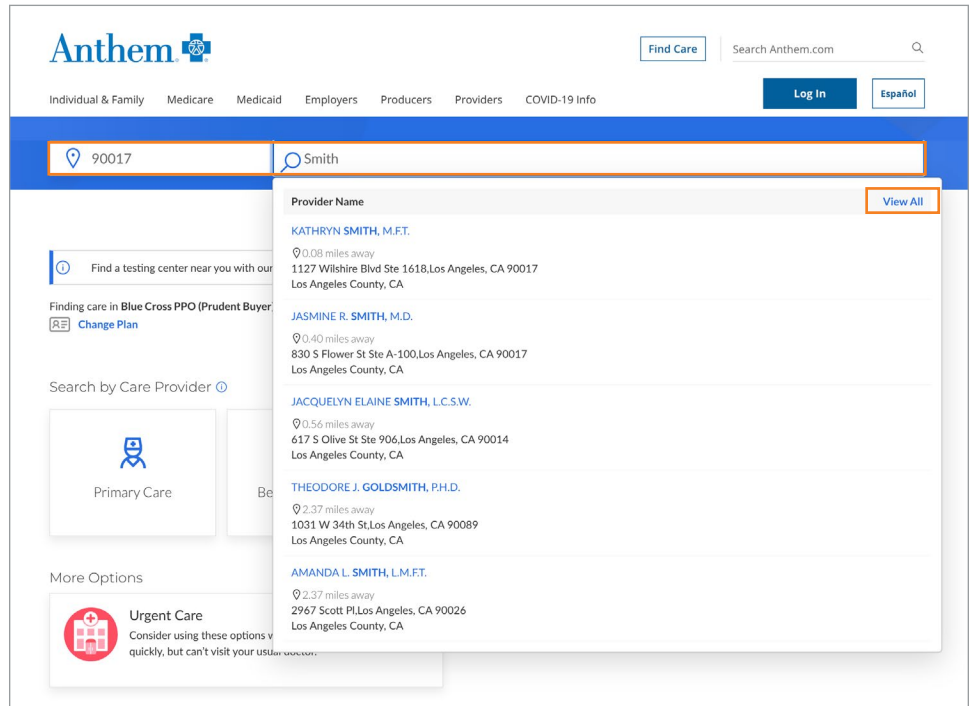 Anthem
Find Care
Search Anthem.com
Individual & Family
Medicare
Medicaid
Employers
Producers
Providers
COVID-19 Info
Log In
Español
90017
Smith
Provider Name
View All
KATHRYN SMITH, M.F.T.
0.08 miles away
1127 Wilshire Blvd Ste 1618,Los Angeles, CA 90017
Los Angeles County, CA
JASMINE R. SMITH, M.D.
0.40 miles away
830 S Flower St Ste A-100,Los Angeles, CA 90017
Los Angeles County, CA
JACQUELYN ELAINE SMITH, L.C.S.W.
0.56 miles away
617 S Olive St Ste 906,Los Angeles, CA 90014
Los Angeles County, CA
THEODORE J. GOLDSMITH, P.H.D.
2.37 miles away
1031 W 34th St,Los Angeles, CA 90089
Los Angeles County, CA
AMANDA L. SMITH, L.M.F.T.
2.37 miles away
2967 Scott Pl,Los Angeles, CA 90026
Los Angeles County, CA
Find a testing center near you with our
Finding care in Blue Cross PPO (Prudent Buyer
Change Plan
Search by Care Provider
Primary Care
Be
More Options
Urgent Care
Consider using these options
quickly, but can't visit your